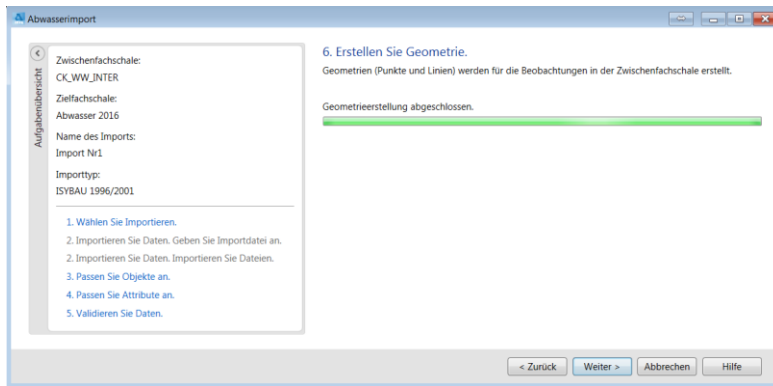 Abwasserimport
Aufgabenübersicht
Zwischenfachschale:
CK_WW_INTER
Zielfachschale:
Abwasser 2016
Name des Imports:
Import Nr1
Importtyp:
ISYBAU 1996/2001
1. Wählen Sie Importieren.
2. Importieren Sie Daten. Geben Sie Importdatei an.
2. Importieren Sie Daten. Importieren Sie Dateien.
3. Passen Sie Objekte an.
4. Passen Sie Attribute an.
5. Validieren Sie Daten.
6. Erstellen Sie Geometrie.
Geometrien (Punkte und Linien) werden für die Beobachtungen in der Zwischenfachschale erstellt.
Geometrieerstellung abgeschlossen.
< Zurück Weiter > Abbrechen Hilfe